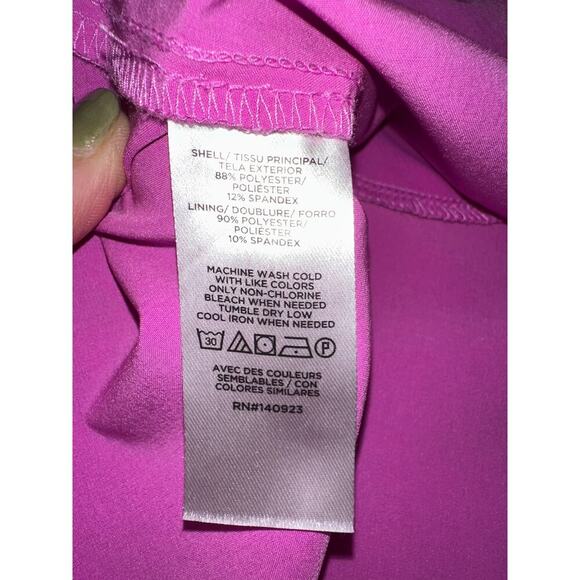 SHELL/ TISSU PRINCIPAL/
TELA EXTERIOR
88% POLYESTER/
POLIÉSTER
12% SPANDEX
LINING/ DOUBLURE/ FORRO
90% POLYESTER/
POLIÉSTER
10% SPANDEX
MACHINE WASH COLD
WITH LIKE COLORS
ONLY NON-CHLORINE
BLEACH WHEN NEEDED
TUMBLE DRY LOW
COOL IRON WHEN NEEDED
30 P
AVEC DES COULEURS
SEMBLABLES / CON
COLORES SIMILARES
RN#140923